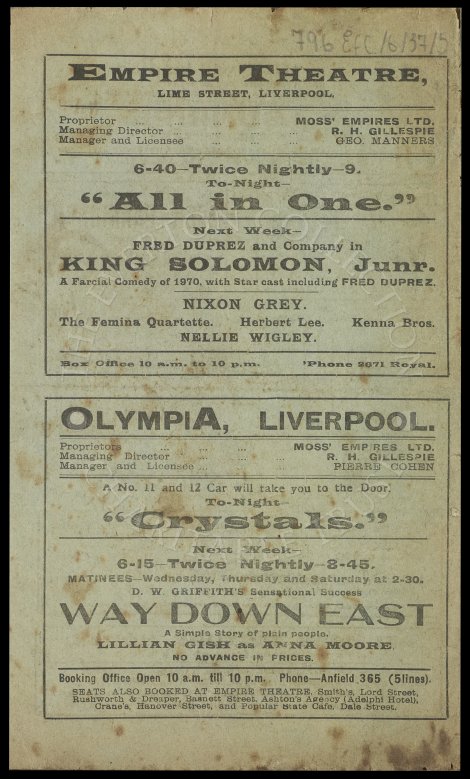 796 EFC/6/37/5
EMPIRE THEATRE,
LIME STREET, LIVERPOOL.
Proprietor ... ... ... ... MOSS' EMPIRES LTD.
Managing Director ... ... ... R. H. GILLESPIE
Manager and Licensee ... ... ... GEO. MANNERS
6-40—Twice Nightly—9.
To-Night—
“All in One.”
Next Week—
FRED DUPREZ and Company in
KING SOLOMON, Junr.
A Farcial Comedy of 1970, with Star cast including FRED DUPREZ.
NIXON GREY.
The Femina Quartette. Herbert Lee. Kenna Bros.
NELLIE WIGLEY.
Box Office 10 a.m. to 10 p.m. 'Phone 2671 Royal.
OLYMPIA, LIVERPOOL.
Proprietors ... ... ... MOSS' EMPIRES LTD.
Managing Director ... ... ... R. H. GILLESPIE
Manager and Licensee ... ... ... PIERRE COHEN
A No. 11 and 12 Car will take you to the Door.
To-Night—
“Crystals.”
Next Week—
6-15—Twice Nightly—8-45.
MATINEES—Wednesday, Thursday and Saturday at 2-30.
D. W. GRIFFITH'S Sensational Success
WAY DOWN EAST
A Simple Story of plain people.
LILLIAN GISH as ANNA MOORE.
NO ADVANCE IN PRICES.
Booking Office Open 10 a.m. till 10 p.m. Phone—Anfield 365 (5lines).
SEATS ALSO BOOKED AT EMPIRE THEATRE. Smith's, Lord Street,
Rushworth & Dreaper, Basnett Street. Ashton's Agency (Adelphi Hotel),
Crane's, Hanover Street, and Popular State Cafe. Dale Street.